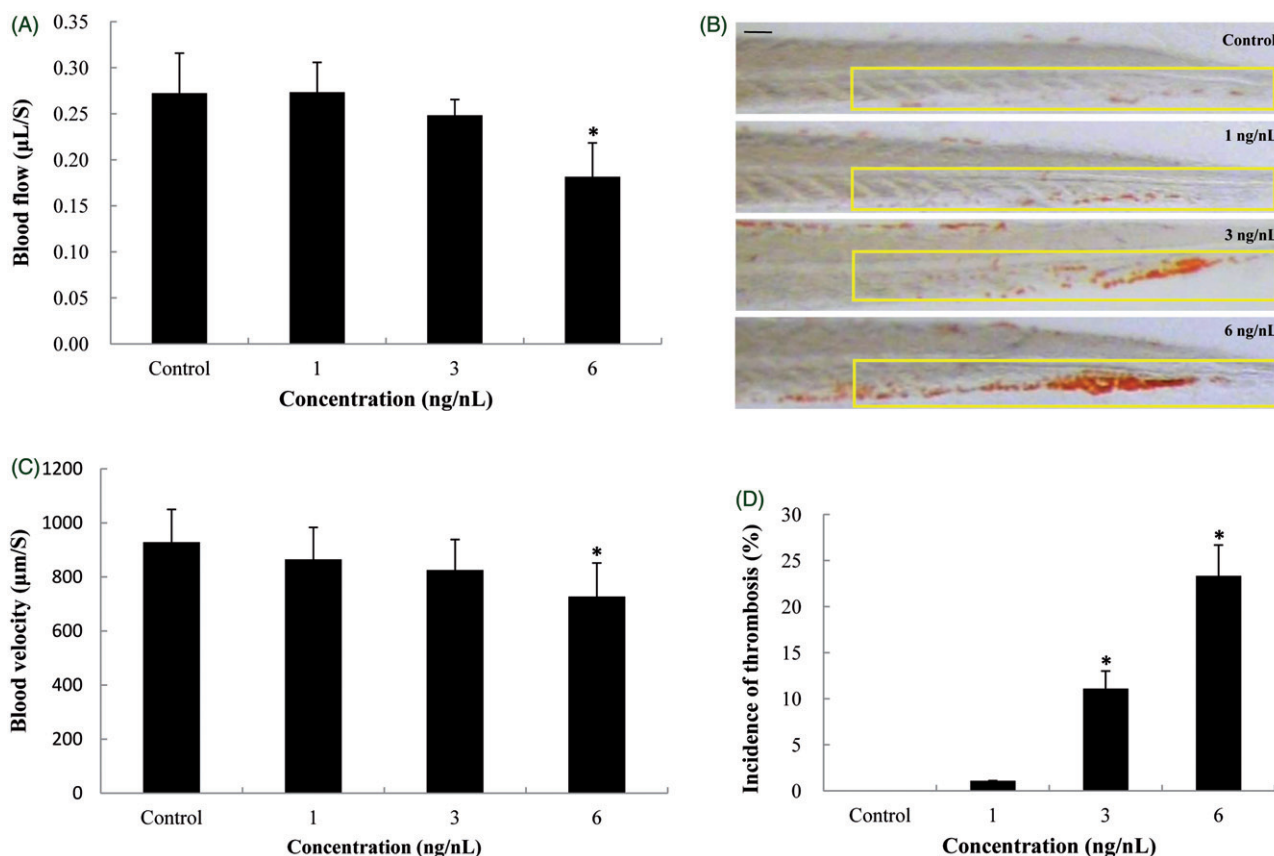 (A)
Blood flow (µL/S)
0.35
0.30
0.25
0.20
0.15
0.10
0.05
0.00
*
Control 1 3 6
Concentration (ng/nL)
(B)
Control
1 ng/nL
3 ng/nL
6 ng/nL
(C)
Blood velocity (µm/S)
1200
1000
800
600
400
200
0
*
Control 1 3 6
Concentration (ng/nL)
(D)
Incidence of thrombosis (%)
30
25
20
15
10
5
0
*
*
Control 1 3 6
Concentration (ng/nL)